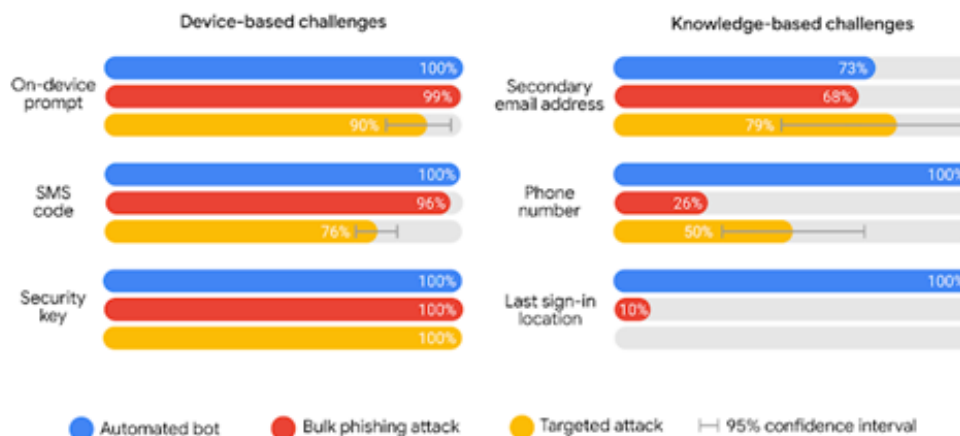 Device-based challenges
On-device
prompt
100%
99%
90%
SMS
code
100%
96%
76%
Security
key
100%
100%
100%
Knowledge-based challenges
Secondary
email address
73%
68%
79%
Phone
number
100%
26%
50%
Last sign-in
location
100%
10%
Automated bot
Bulk phishing attack
Targeted attack
95% confidence interval